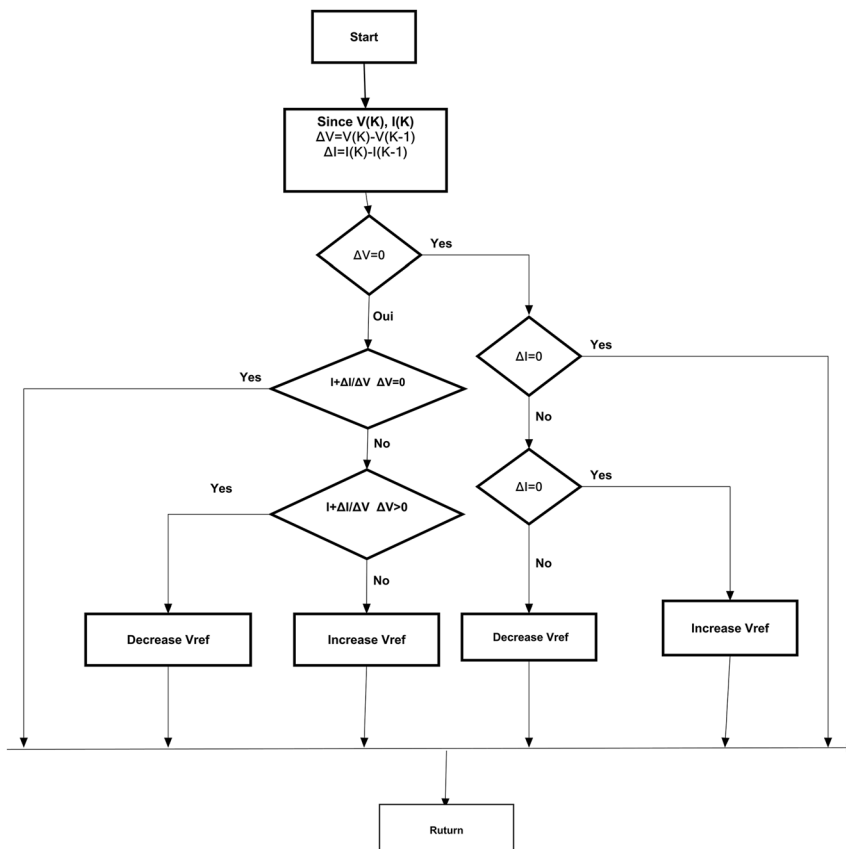 Start
Since V(K), I(K)
ΔV=V(K)-V(K-1)
ΔI=I(K)-I(K-1)
ΔV=0
Yes
Oui
ΔI=0
Yes
Yes
I+ΔI/ΔV ΔV=0
No
No
Yes
I+ΔI/ΔV ΔV>0
ΔI=0
Yes
No
No
Decrease Vref
Increase Vref
Decrease Vref
Increase Vref
Ruturn